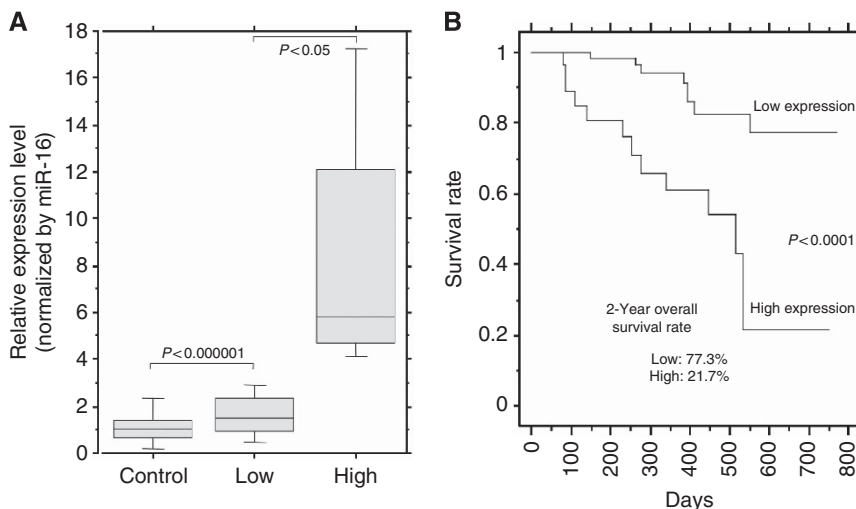 A
Relative expression level
(normalized by miR-16)
18
16
14
12
10
8
6
4
2
0
P<0.05
P<0.000001
Control Low High
B
Survival rate
1
0.8
0.6
0.4
0.2
0
Low expression
P<0.0001
High expression
2-Year overall
survival rate
Low: 77.3%
High: 21.7%
0 100 200 300 400 500 600 700 800
Days